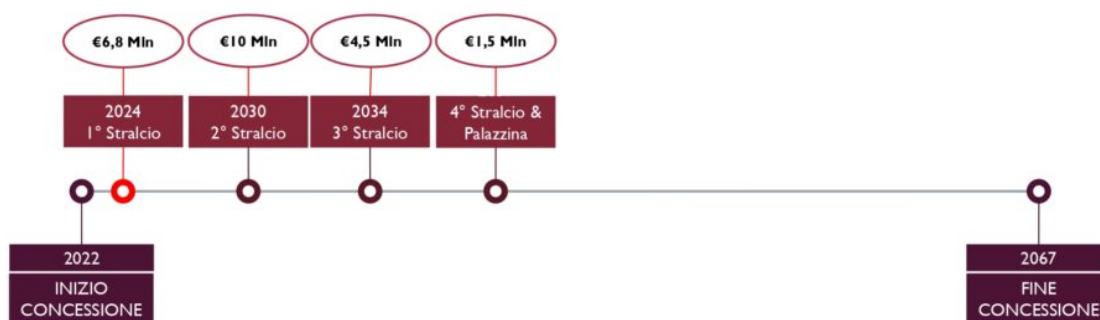 €6,8 Mln
€10 Mln
€4,5 Mln
€1,5 Mln
2024
1° Stralcio
2030
2° Stralcio
2034
3° Stralcio
4° Stralcio &
Palazzina
2022
INIZIO
CONCESSIONE
2067
FINE
CONCESSIONE